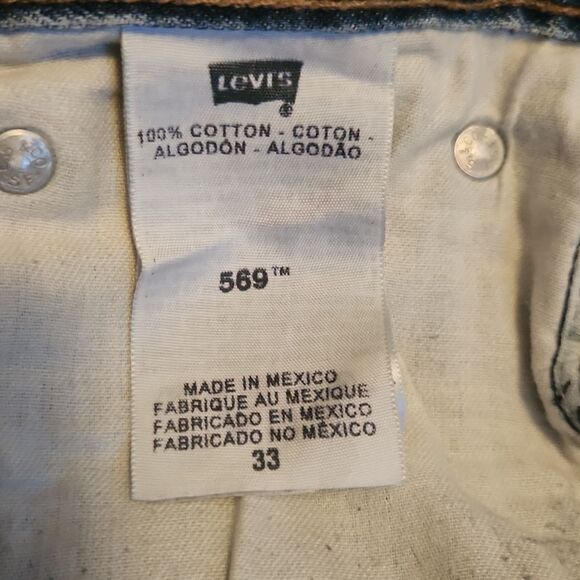 Levi's
®
100% COTTON - COTON -
ALGODÓN - ALGODÃO
569™
MADE IN MEXICO
FABRIQUE AU MEXIQUE
FABRICADO EN MEXICO
FABRICADO NO MÉXICO
33